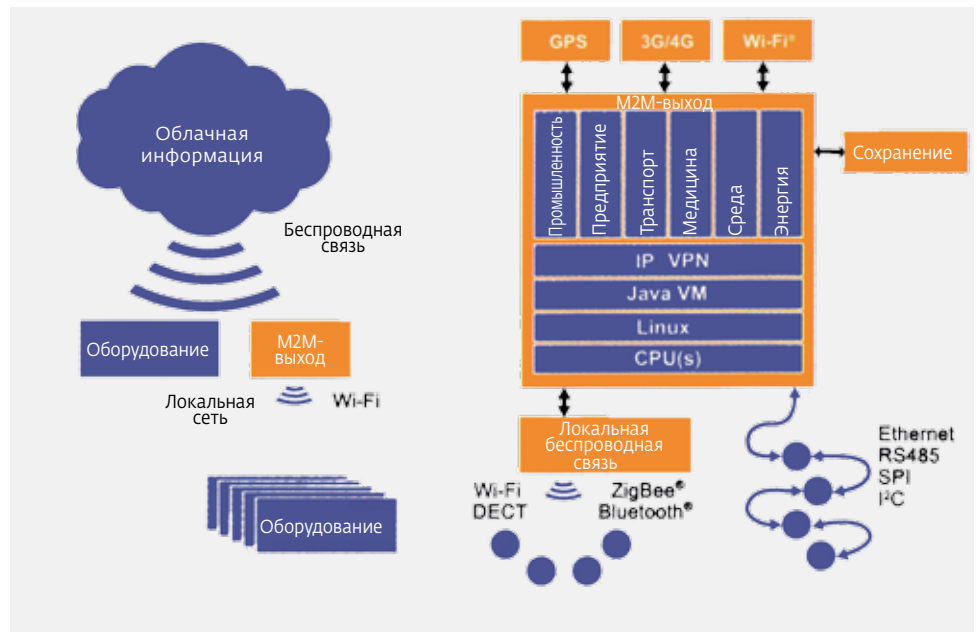 Облачная
информация
Беспроводная
связь
Оборудование
М2М-
выход
Локальная
сеть
Wi-Fi
Оборудование
GPS
3G/4G
Wi-Fi®
М2М-выход
Промышленность
Предприятие
Транспорт
Медицина
Среда
Энергия
Сохранение
IP VPN
Java VM
Linux
CPU(s)
Локальная
беспроводная
связь
Wi-Fi
DECT
ZigBee®
Bluetooth®
Ethernet
RS485
SPI
I²C